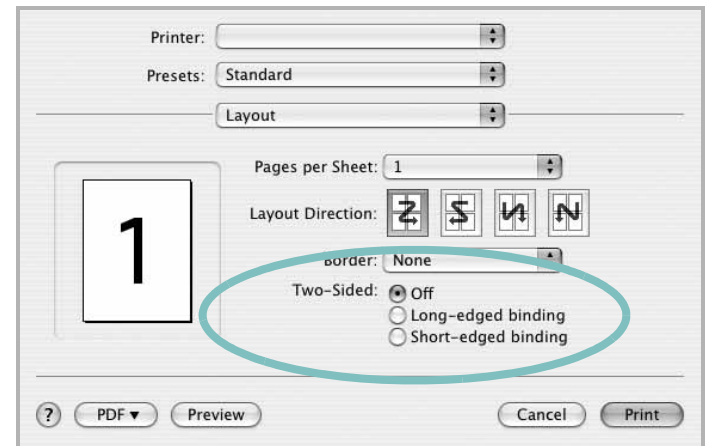 Printer:
Presets: Standard
Layout
Pages per Sheet: 1
Layout Direction:
Border: None
Two-Sided: Off
Long-edged binding
Short-edged binding
1
? PDF▼ Preview Cancel Print